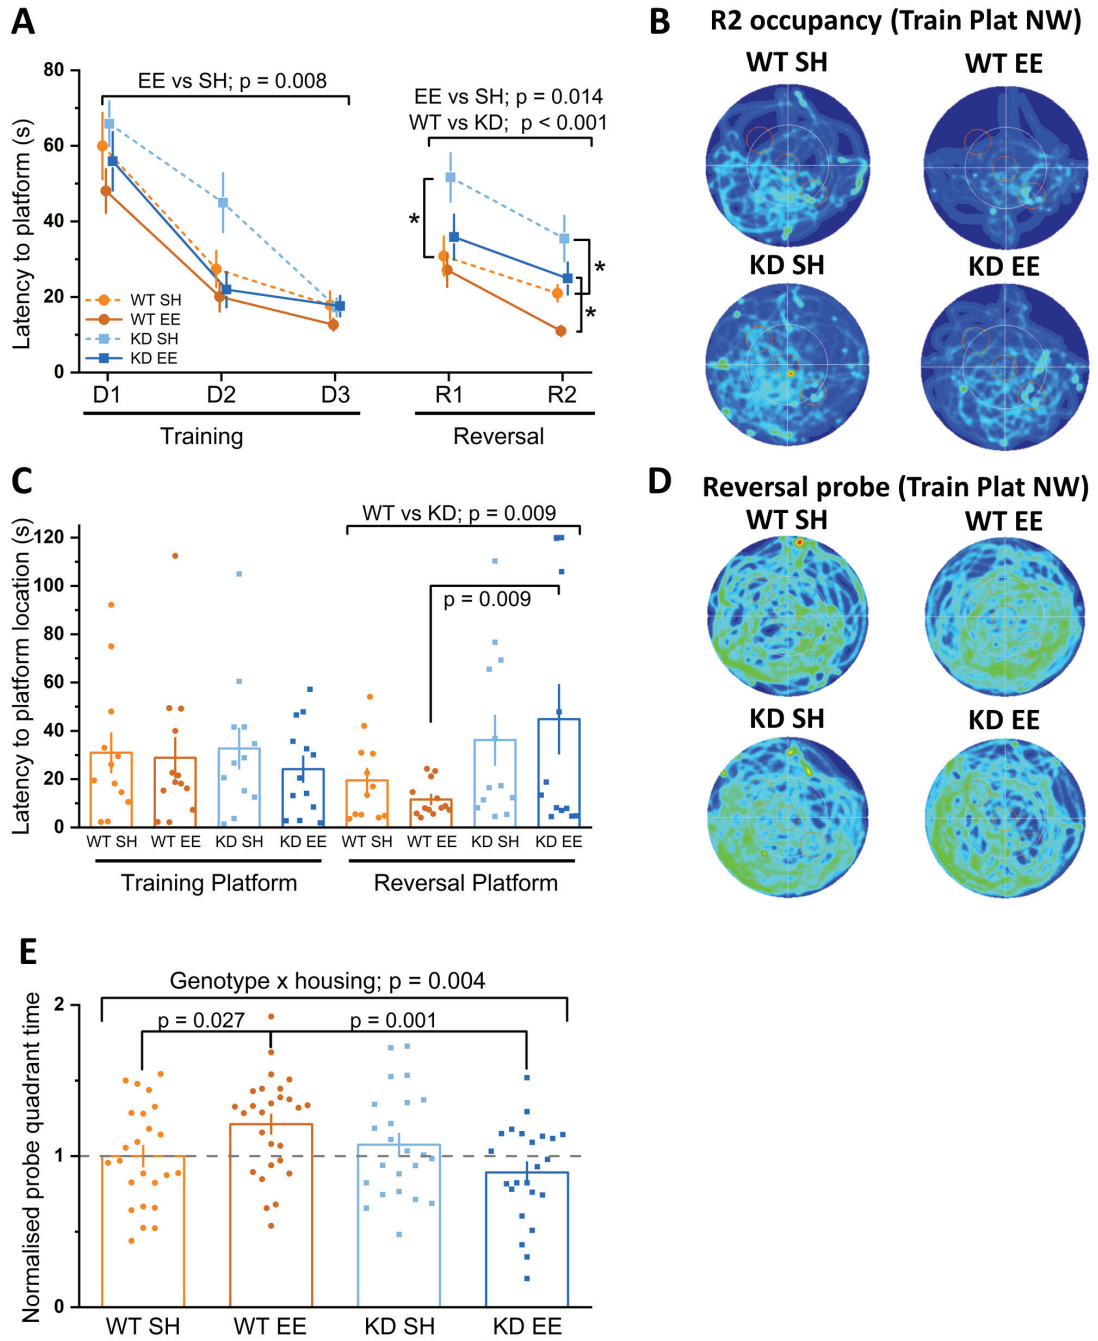 A
Latency to platform (s)
80
60
40
20
0
EE vs SH; p = 0.008
EE vs SH; p = 0.014
WT vs KD; p < 0.001
*
*
*
WT SH
WT EE
KD SH
KD EE
D1 D2 D3 R1 R2
Training Reversal
B
R2 occupancy (Train Plat NW)
WT SH WT EE
KD SH KD EE
C
Latency to platform location (s)
120
100
80
60
40
20
0
WT vs KD; p = 0.009
p = 0.009
WT SH WT EE KD SH KD EE WT SH WT EE KD SH KD EE
Training Platform Reversal Platform
D
Reversal probe (Train Plat NW)
WT SH WT EE
KD SH KD EE
E
Normalised probe quadrant time
2
1
0
Genotype x housing; p = 0.004
p = 0.027 p = 0.001
WT SH WT EE KD SH KD EE